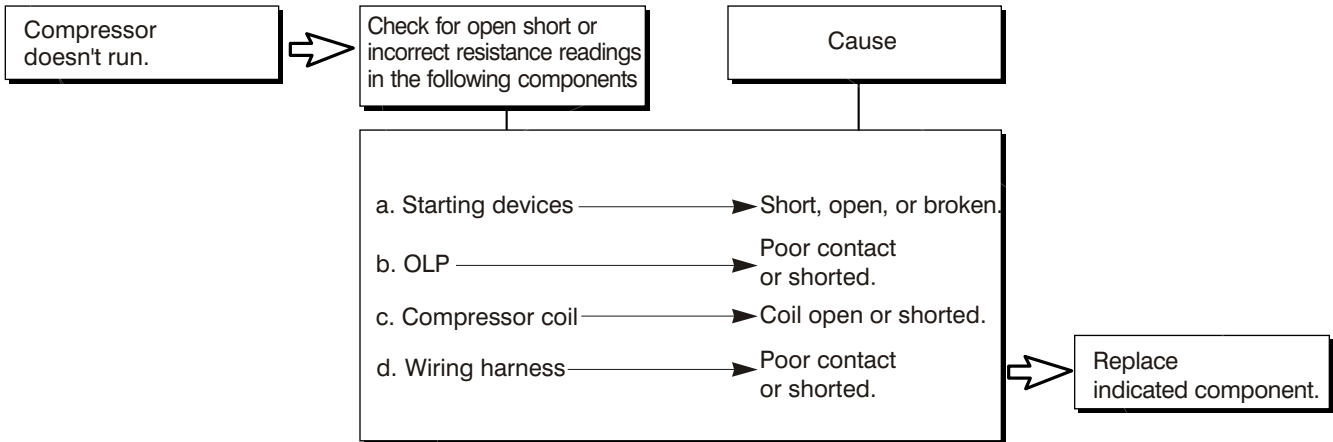 Compressor
doesn't run.
Check for open short or
incorrect resistance readings
in the following components
Cause
a. Starting devices
Short, open, or broken.
b. OLP
Poor contact
or shorted.
c. Compressor coil
Coil open or shorted.
d. Wiring harness
Poor contact
or shorted.
Replace
indicated component.